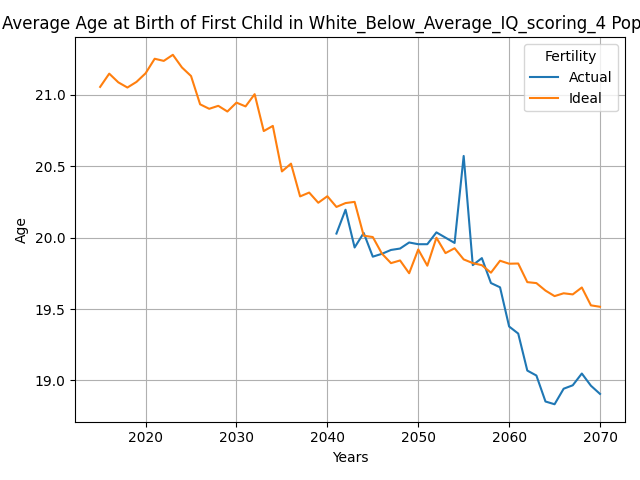 Average Age at Birth of First Child in White_Below_Average_IQ_scoring_4 Pop
Fertility
Actual
Ideal
21.0
20.5
20.0
19.5
19.0
Age
2020 2030 2040 2050 2060 2070
Years